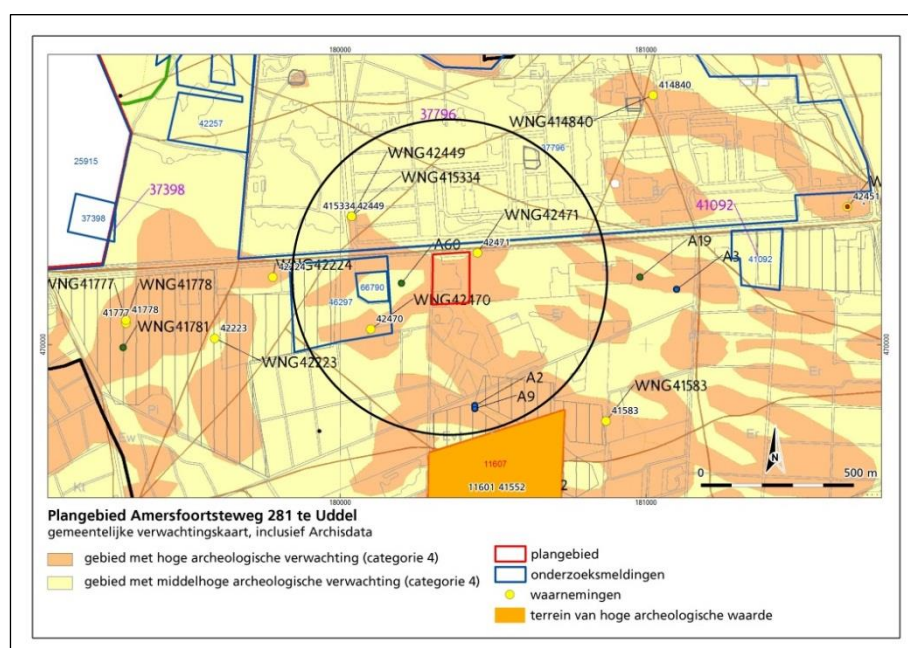 180000 181000
414840
42257
37796
WNG414840
WNG42449
25915
WNG415334
37796
37398
415334 42449
41092
42451
37398
WNG42471
A60
42471
A19
A3
WNG42224
42224
41092
WNG41777 WNG41778
66790
46297
WNG42470
41777 41778
42470
470000 470000
WNG41781
42223
WNG42223
A2
A9
WNG41583
41583
N
11607
0 500 m
11601 41552 2
180000 181000
Plangebied Amersfoortsteweg 281 te Uddel
gemeentelijke verwachtingskaart, inclusief Archisdata
gebied met hoge archeologische verwachting (categorie 4)
gebied met middelhoge archeologische verwachting (categorie 4)
plangebied
onderzoeksmeldingen
waarnemingen
terrein van hoge archeologische waarde